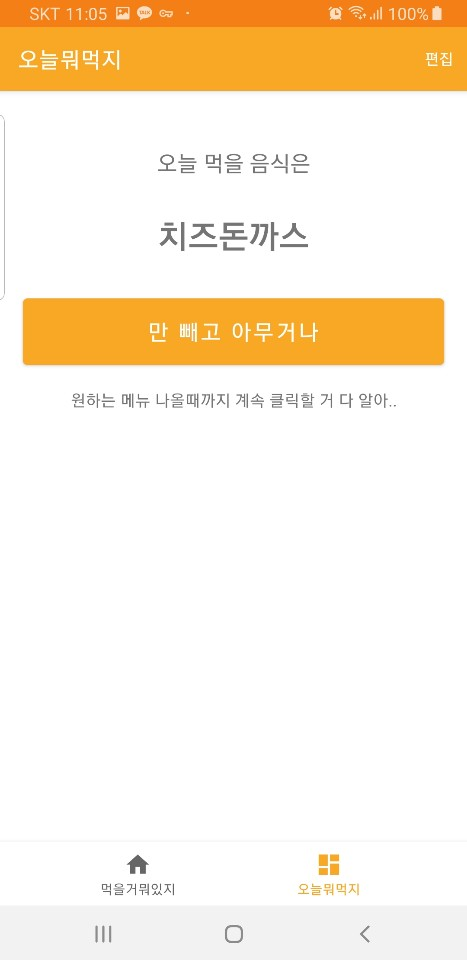 SKT 11:05 100%
오늘뭐먹지 편집
오늘 먹을 음식은
치즈돈까스
만 빼고 아무거나
원하는 메뉴 나올때까지 계속 클릭할 거 다 알아..
먹을거뭐있지 오늘뭐먹지